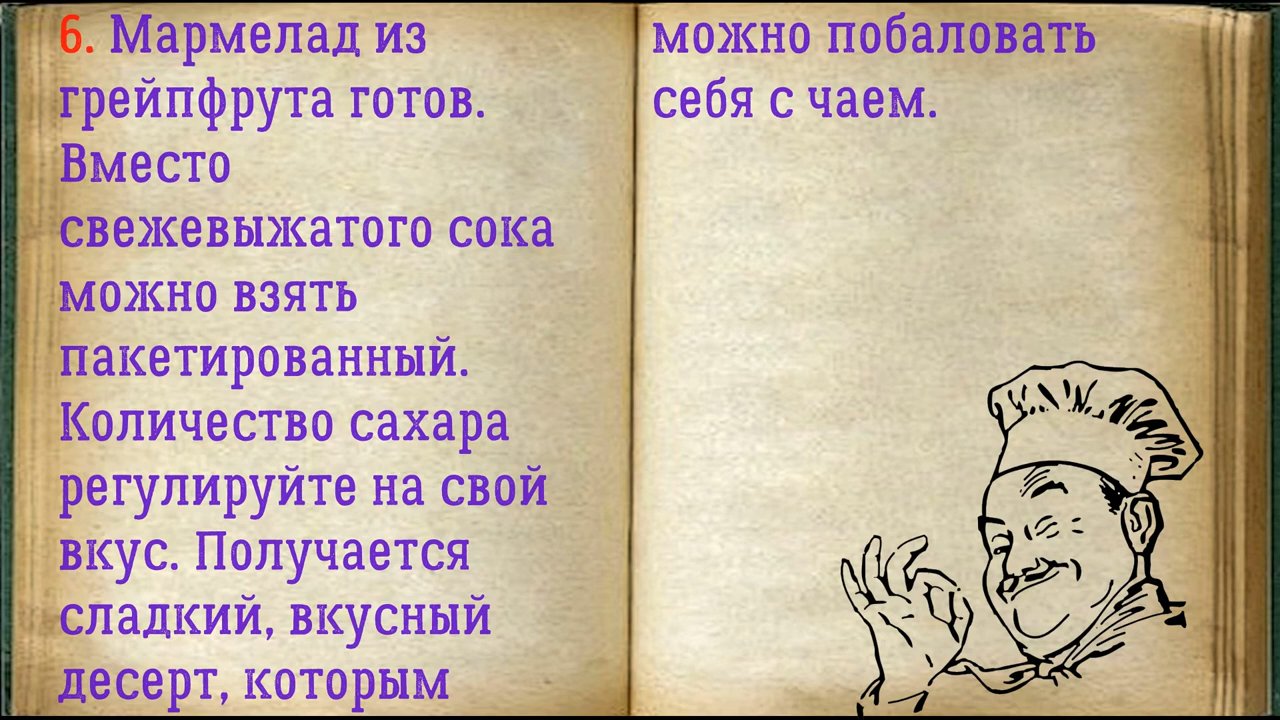 6. Мармелад из
грейпфрута готов.
Вместо
свежевыжатого сока
можно взять
пакетированный.
Количество сахара
регулируйте на свой
вкус. Получается
сладкий, вкусный
десерт, которым
можно побаловать
себя с чаем.